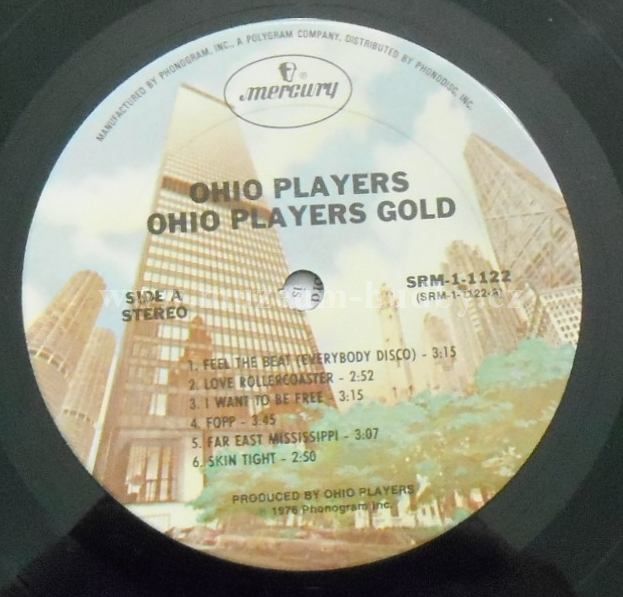 MANUFACTURED BY PHONOGRAM, INC., A POLYGRAM COMPANY, DISTRIBUTED BY PHONODISC, INC.
mercury ®
OHIO PLAYERS
OHIO PLAYERS GOLD
SIDE A
STEREO
SRM-1-1122
(SRM-1-1122-A)
1. FEEL THE BEAT (EVERYBODY DISCO) - 3:15
2. LOVE ROLLERCOASTER - 2:52
3. I WANT TO BE FREE - 3:15
4. FOPP - 3:45
5. FAR EAST MISSISSIPPI - 3:07
6. SKIN TIGHT - 2:50
PRODUCED BY OHIO PLAYERS
1976 Phonogram Inc.